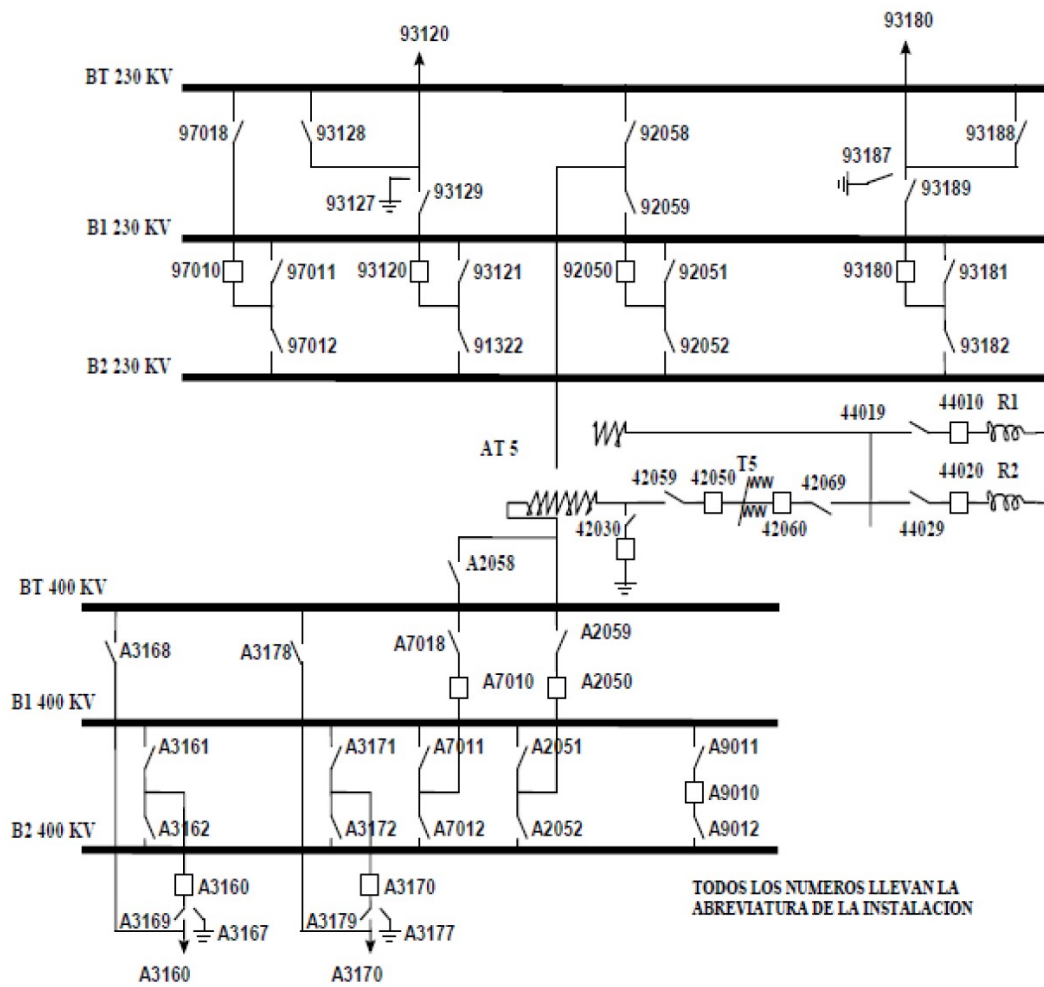 93120
93180
BT 230 KV
97018
93128
92058
93188
93187
93127
93129
92059
93189
B1 230 KV
97010
97011
93120
93121
92050
92051
93180
93181
97012
91322
92052
93182
B2 230 KV
44019
44010
R1
AT 5
42059
42050
T5
42069
44020
R2
42030
42060
44029
A2058
BT 400 KV
A3168
A3178
A7018
A2059
A7010
A2050
B1 400 KV
A3161
A3171
A7011
A2051
A9011
A9010
A3162
A3172
A7012
A2052
A9012
B2 400 KV
A3160
A3170
TODOS LOS NUMEROS LLEVAN LA
ABREVIATURA DE LA INSTALACION
A3169
A3167
A3179
A3177
A3160
A3170